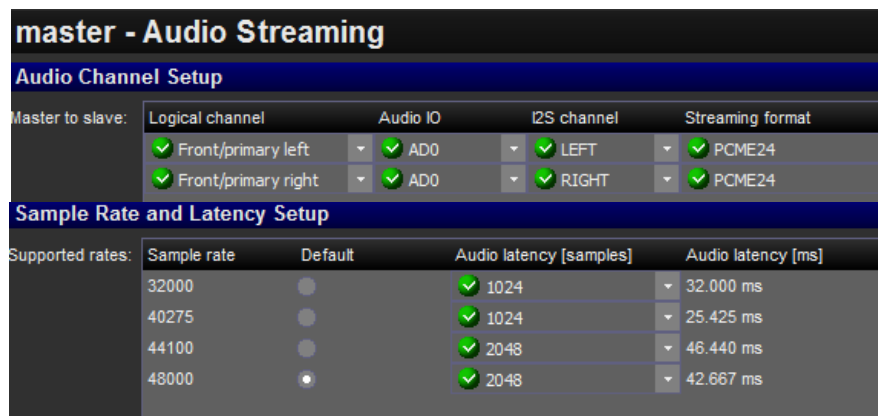 master - Audio Streaming
Audio Channel Setup
Master to slave: Logical channel Audio IO I2S channel Streaming format
Front/primary left AD0 LEFT PCME24
Front/primary right AD0 RIGHT PCME24
Sample Rate and Latency Setup
Supported rates: Sample rate Default Audio latency [samples] Audio latency [ms]
32000 1024 32.000 ms
40275 1024 25.425 ms
44100 2048 46.440 ms
48000 2048 42.667 ms